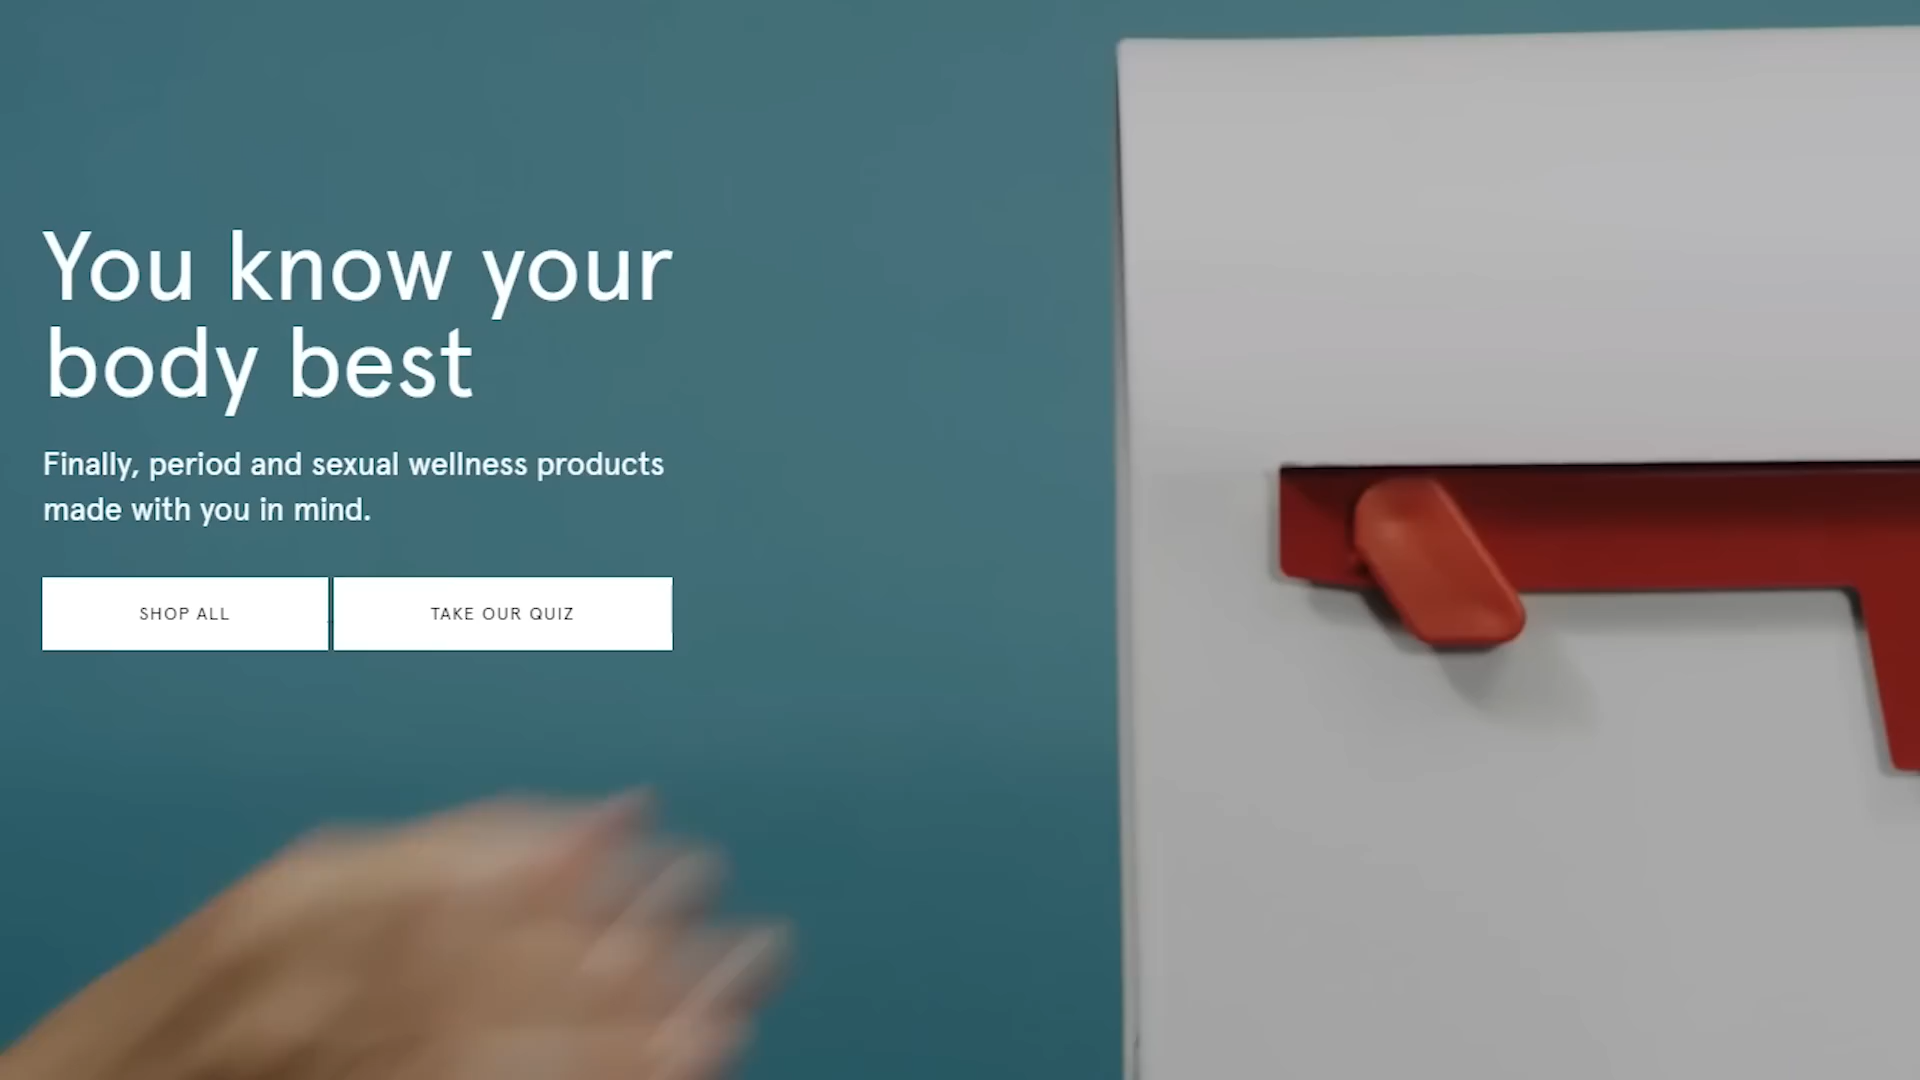 You know your
body best
Finally, period and sexual wellness products
made with you in mind.
SHOP ALL
TAKE OUR QUIZ